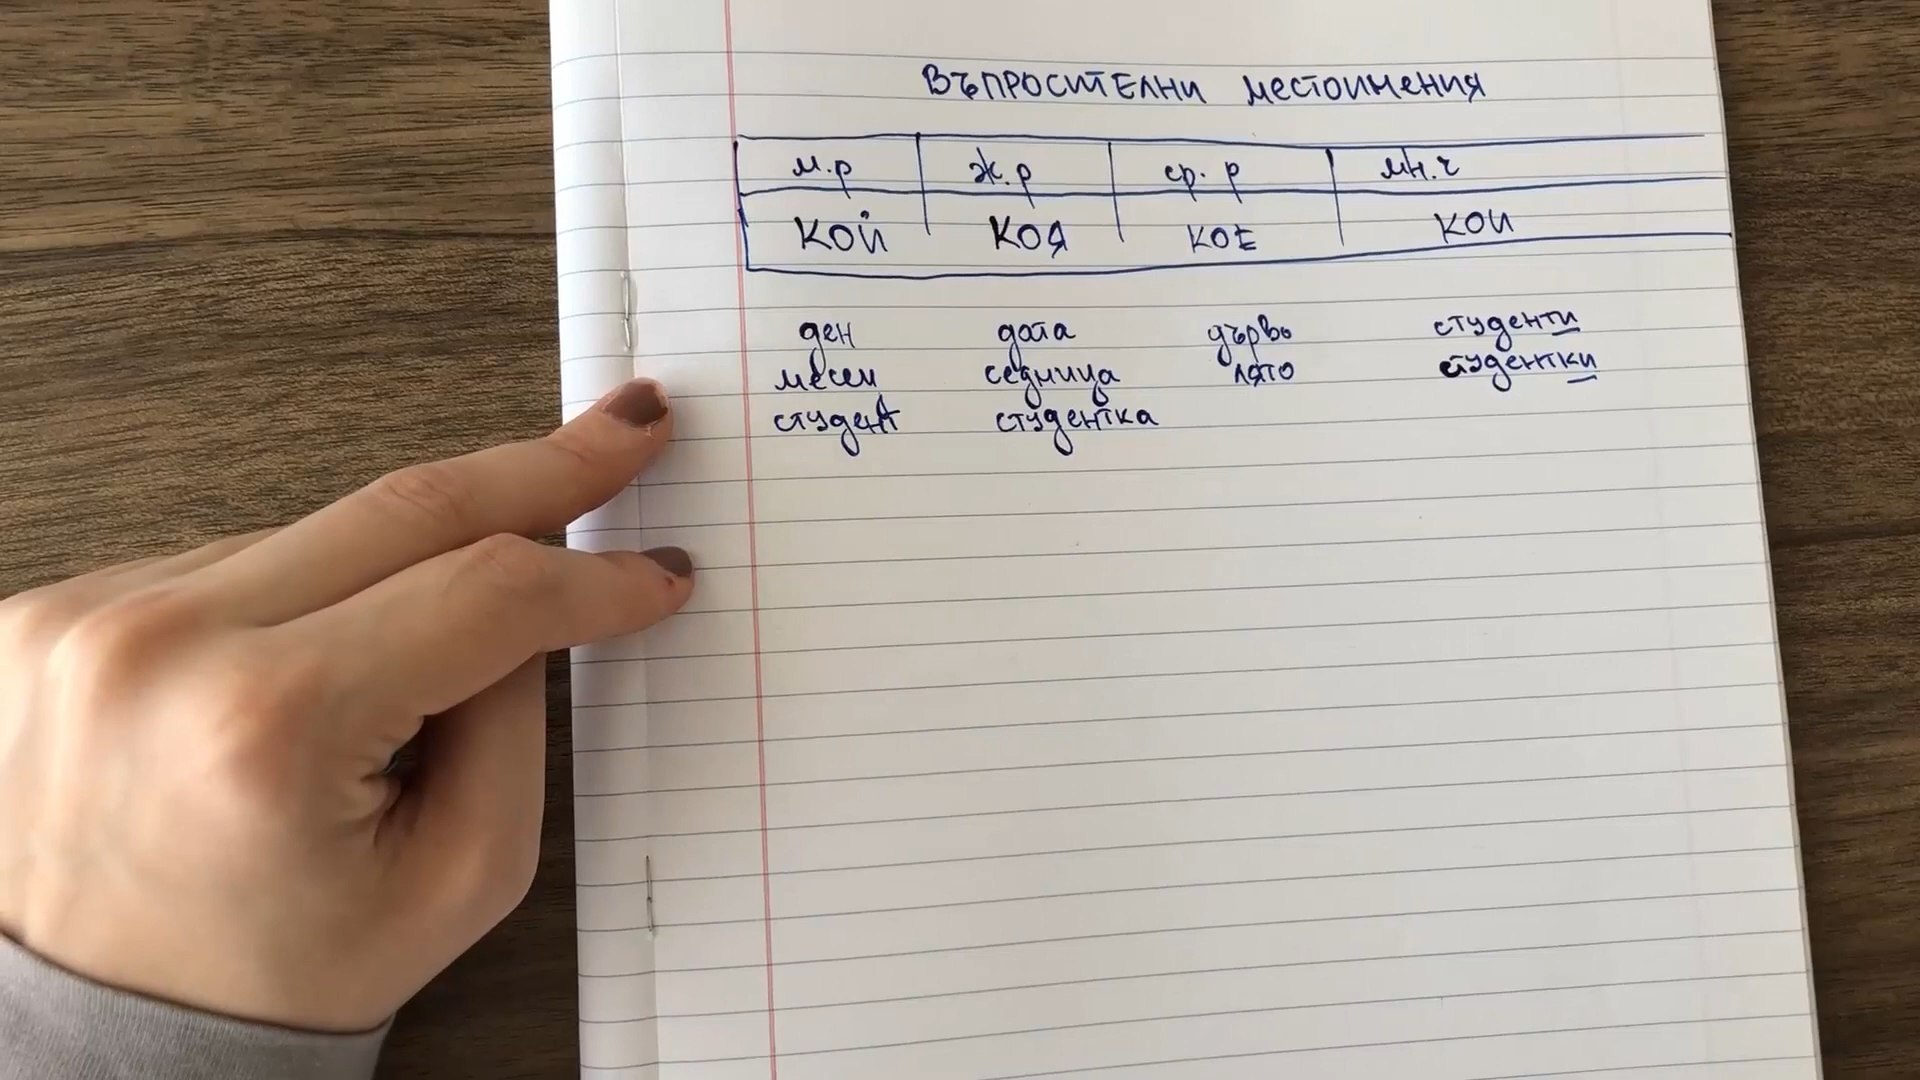 Въпросителни местоимения
м.р ж.р ср.р мн.ч
кой коя кое кои
ден дата дърво студенти
месец седмица лято студентки
студент студентка